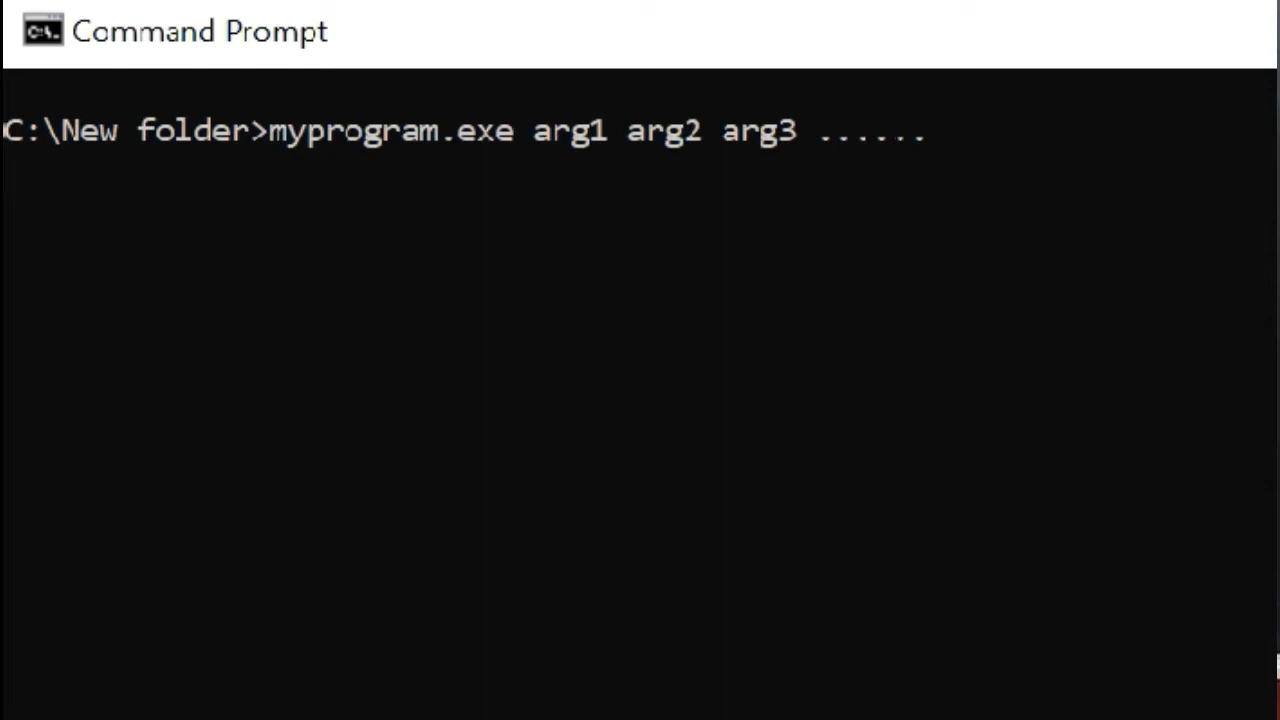 Command Prompt
C:\New folder>myprogram.exe arg1 arg2 arg3 ......